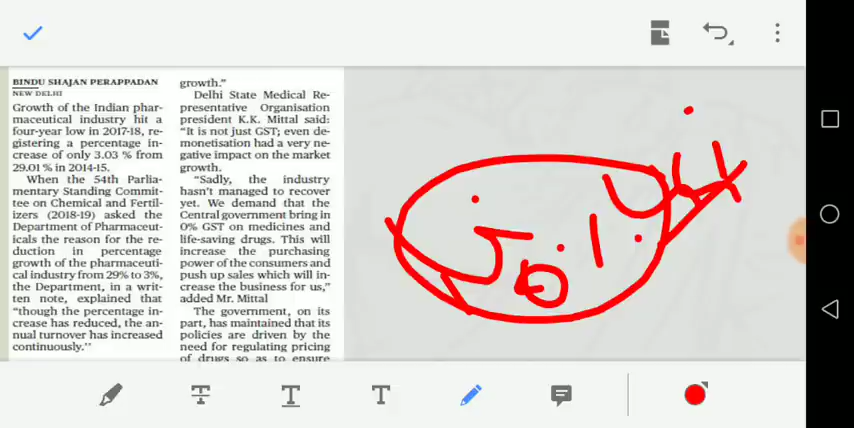 BINDU SHAJAN PERAPPADAN
NEW DELHI
Growth of the Indian phar-
maceutical industry hit a
four-year low in 2017-18, re-
gistering a percentage in-
crease of only 3.03 % from
29.01 % in 2014-15.
When the 54th Parlia-
mentary Standing Commit-
tee on Chemical and Fertil-
izers (2018-19) asked the
Department of Pharmaceut-
icals the reason for the re-
duction in percentage
growth of the pharmaceuti-
cal industry from 29% to 3%,
the Department, in a writ-
ten note, explained that
“though the percentage in-
crease has reduced, the an-
nual turnover has increased
continuously.’’
growth.”
Delhi State Medical Re-
presentative Organisation
president K.K. Mittal said:
“It is not just GST; even de-
monetisation had a very ne-
gative impact on the market
growth.
“Sadly, the industry
hasn’t managed to recover
yet. We demand that the
Central government bring in
0% GST on medicines and
life-saving drugs. This will
increase the purchasing
power of the consumers and
push up sales which will in-
crease the business for us,”
added Mr. Mittal
The government, on its
part, has maintained that its
policies are driven by the
need for regulating pricing
of drugs so as to ensure